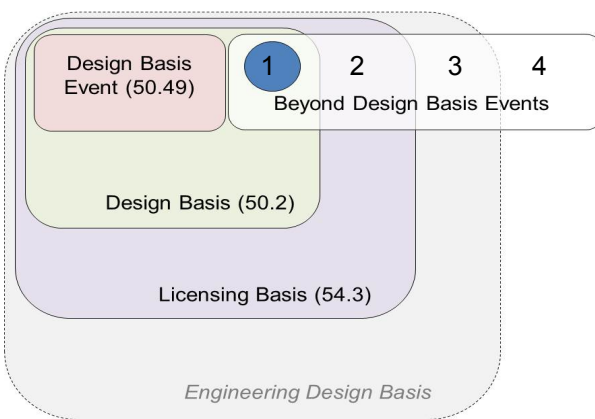 Design Basis
Event (50.49)
1 2 3 4
Beyond Design Basis Events
Design Basis (50.2)
Licensing Basis (54.3)
Engineering Design Basis